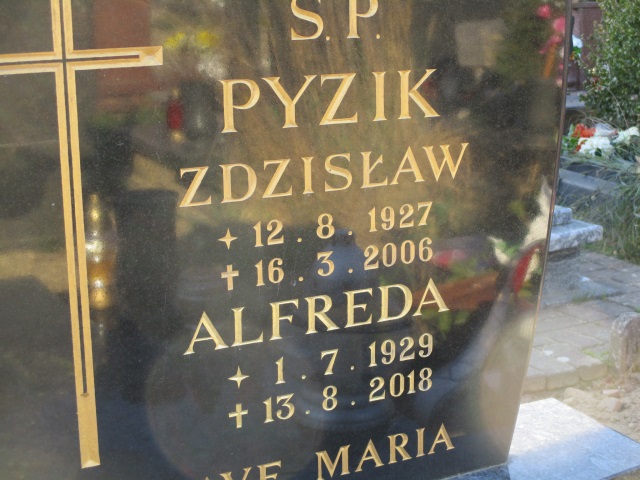 Ś.P.
PYZIK
ZDZISŁAW
✦ 12.8.1927
✝ 16.3.2006
ALFREDA
✦ 1.7.1929
✝ 13.8.2018
AVE MARIA